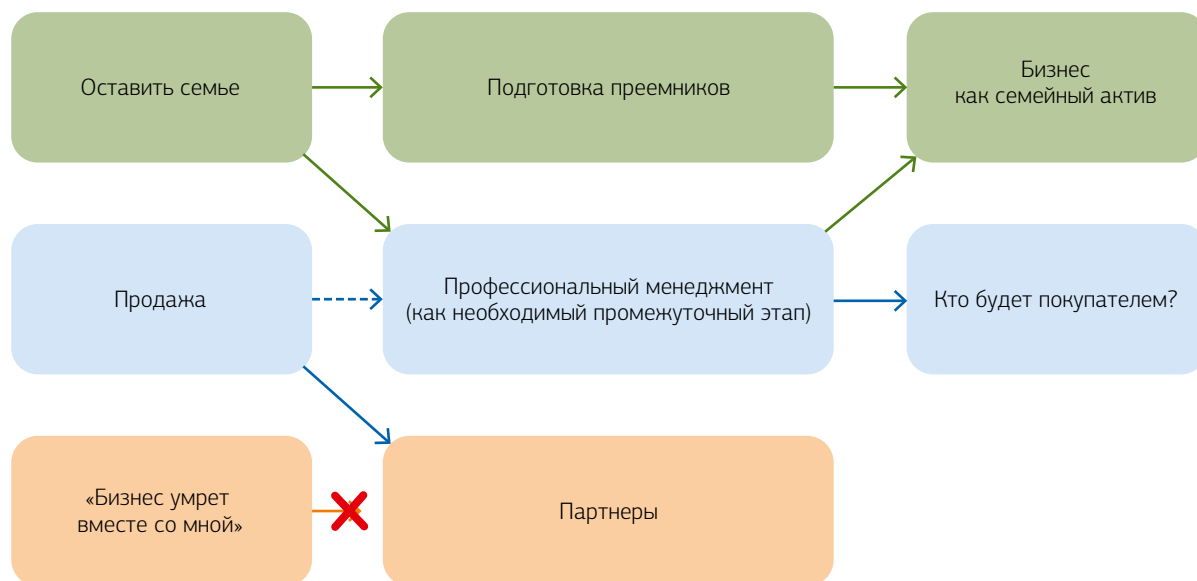 Оставить семье
Подготовка преемников
Бизнес
как семейный актив
Продажа
Профессиональный менеджмент
(как необходимый промежуточный этап)
Кто будет покупателем?
«Бизнес умрет
вместе со мной»
Партнеры